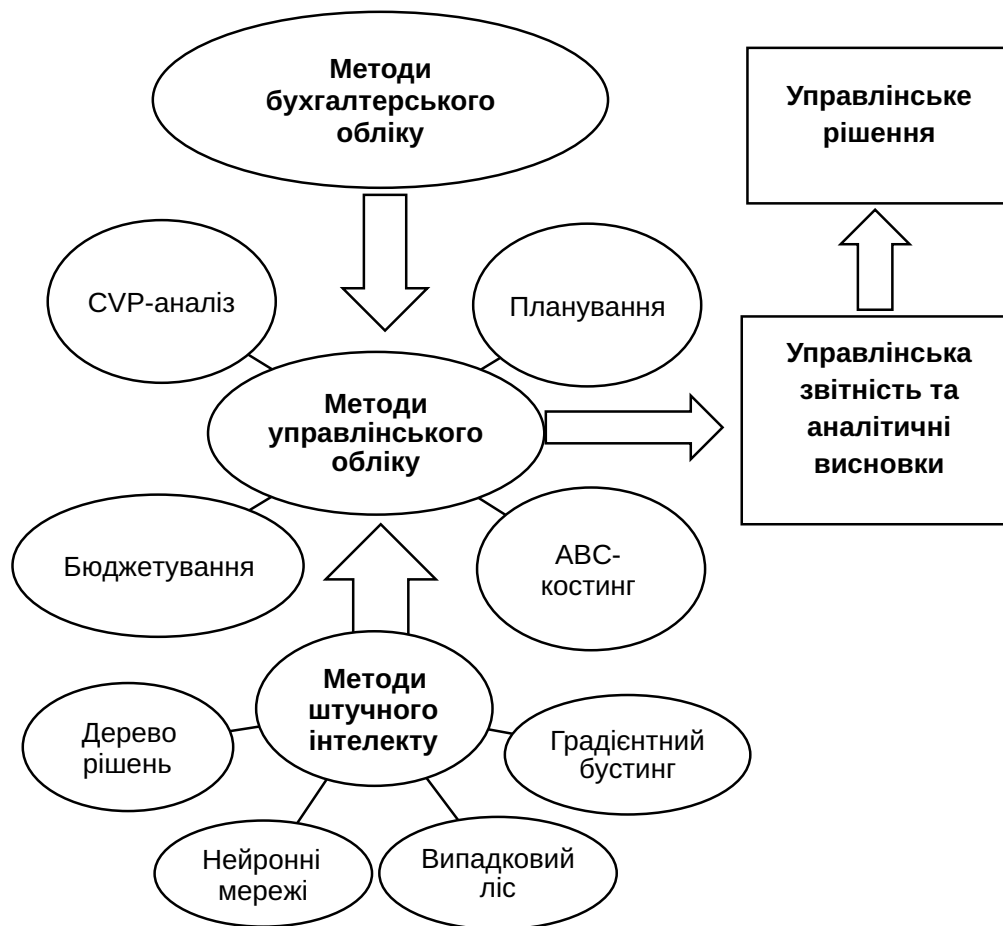 Методи
бухгалтерського
обліку
Управлінське
рішення
CVP-аналіз
Планування
Методи
управлінського
обліку
Управлінська
звітність та
аналітичні
висновки
Бюджетування
АВС-
костинг
Методи
штучного
інтелекту
Дерево
рішень
Градієнтний
бустинг
Нейронні
мережі
Випадковий
ліс